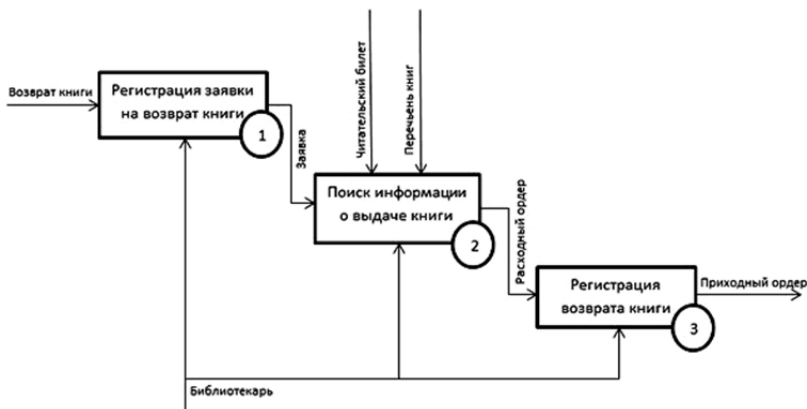 Возврат книги
Регистрация заявки
на возврат книги
1
Заявка
Читательский билет
Перечьень книг
Поиск информации
о выдаче книги
2
Расходный ордер
Регистрация
возврата книги
3
Приходный ордер
Библиотекарь